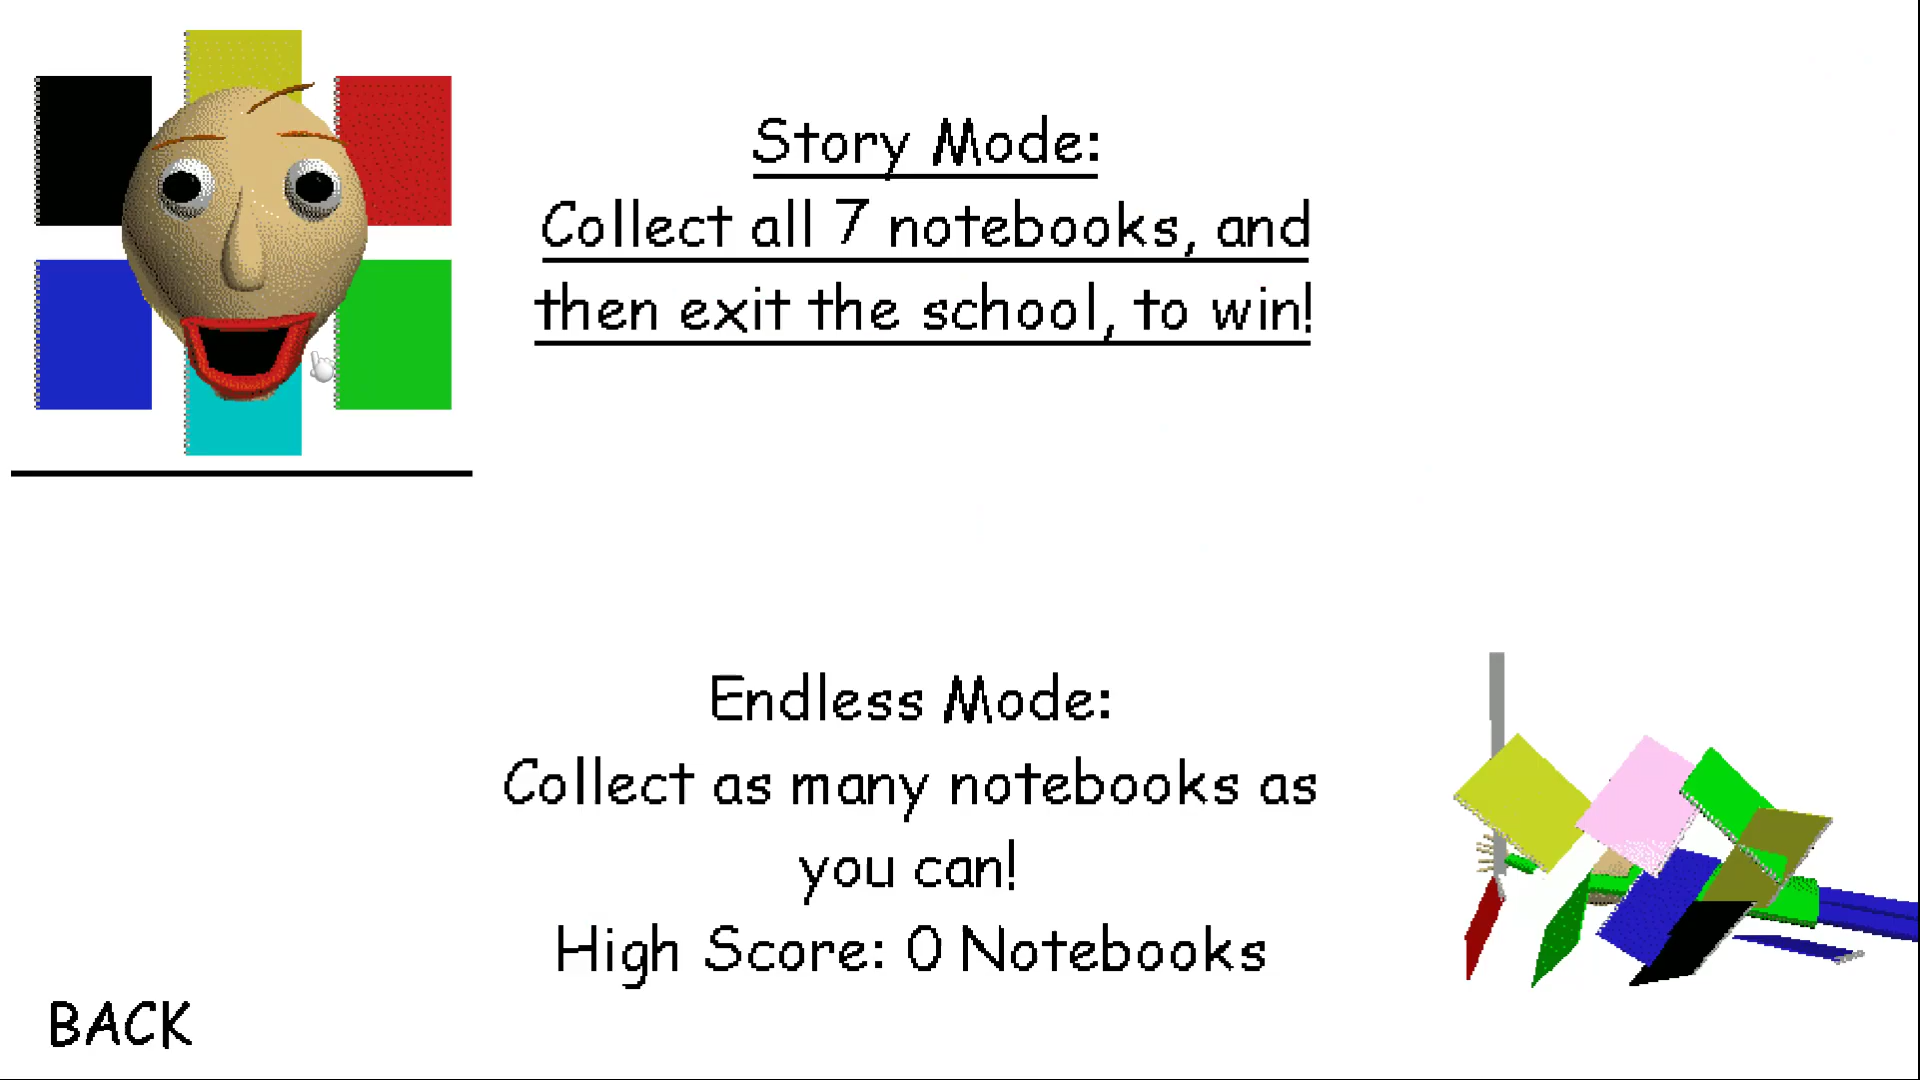 Story Mode:
Collect all 7 notebooks, and
then exit the school, to win!
Endless Mode:
Collect as many notebooks as
you can!
High Score: 0 Notebooks
BACK